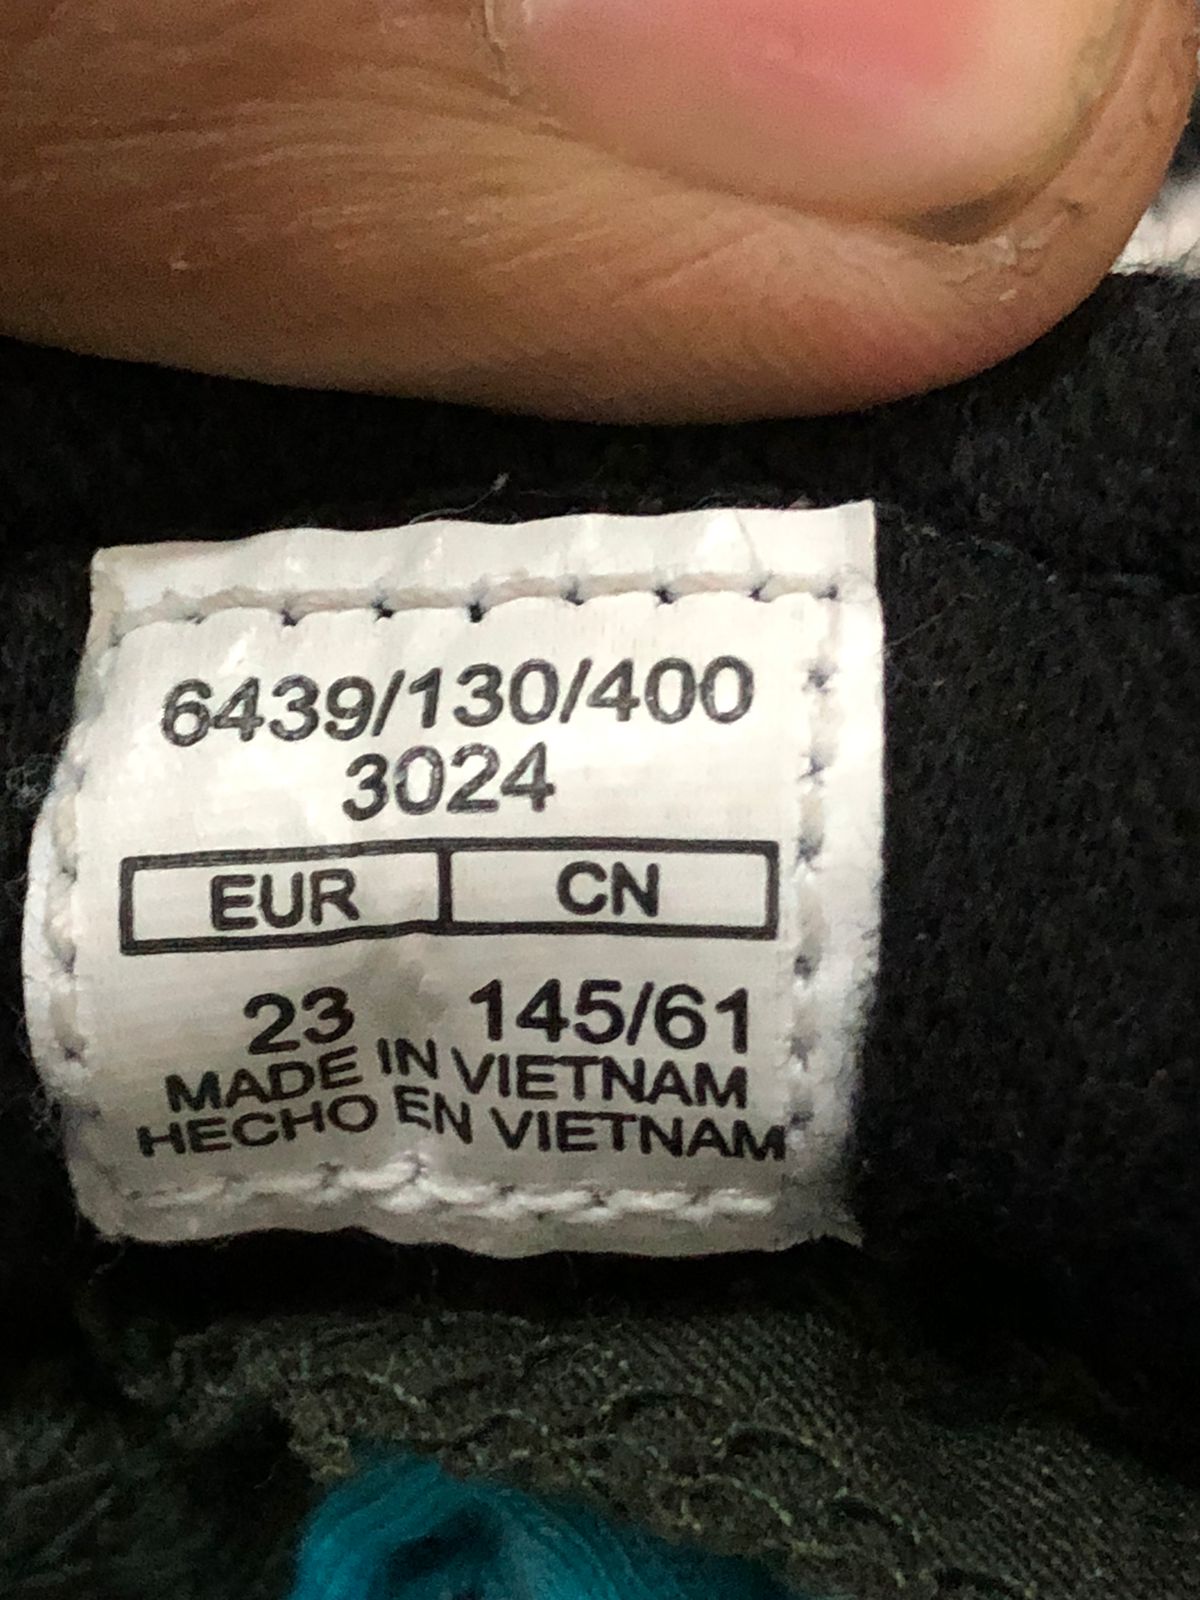 6439/130/400
3024
EUR CN
23 145/61
MADE IN VIETNAM
HECHO EN VIETNAM